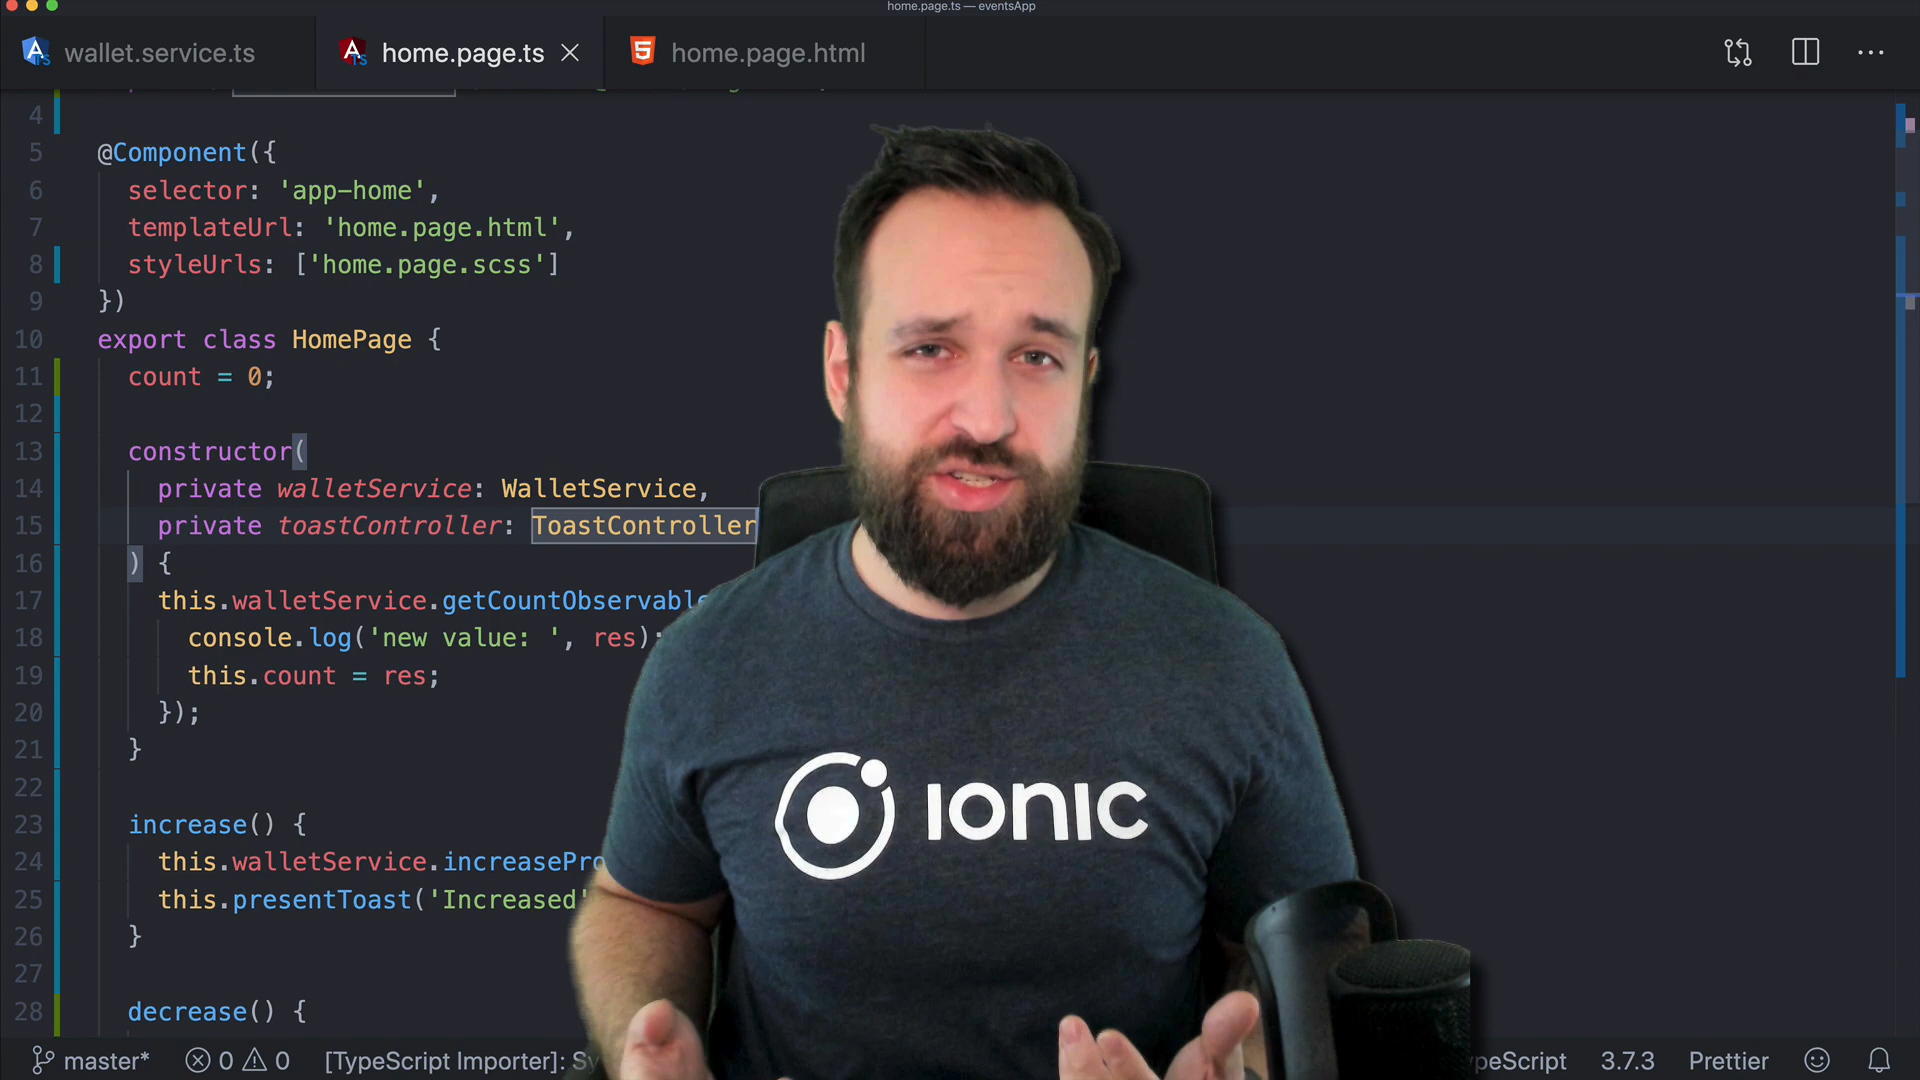 home.page.ts — eventsApp
wallet.service.ts
home.page.ts
home.page.html
4
5 @Component({
6 selector: 'app-home',
7 templateUrl: 'home.page.html',
8 styleUrls: ['home.page.scss']
9 })
10 export class HomePage {
11 count = 0;
12
13 constructor(
14 private walletService: WalletService,
15 private toastController: ToastController
16 ) {
17 this.walletService.getCountObservable
18 console.log('new value: ', res);
19 this.count = res;
20 });
21 }
22
23 increase() {
24 this.walletService.increasePro
25 this.presentToast('Increased'
26 }
27
28 decrease() {
IONIC
master* 0 0 [TypeScript Importer]: Sy peScript 3.7.3 Prettier